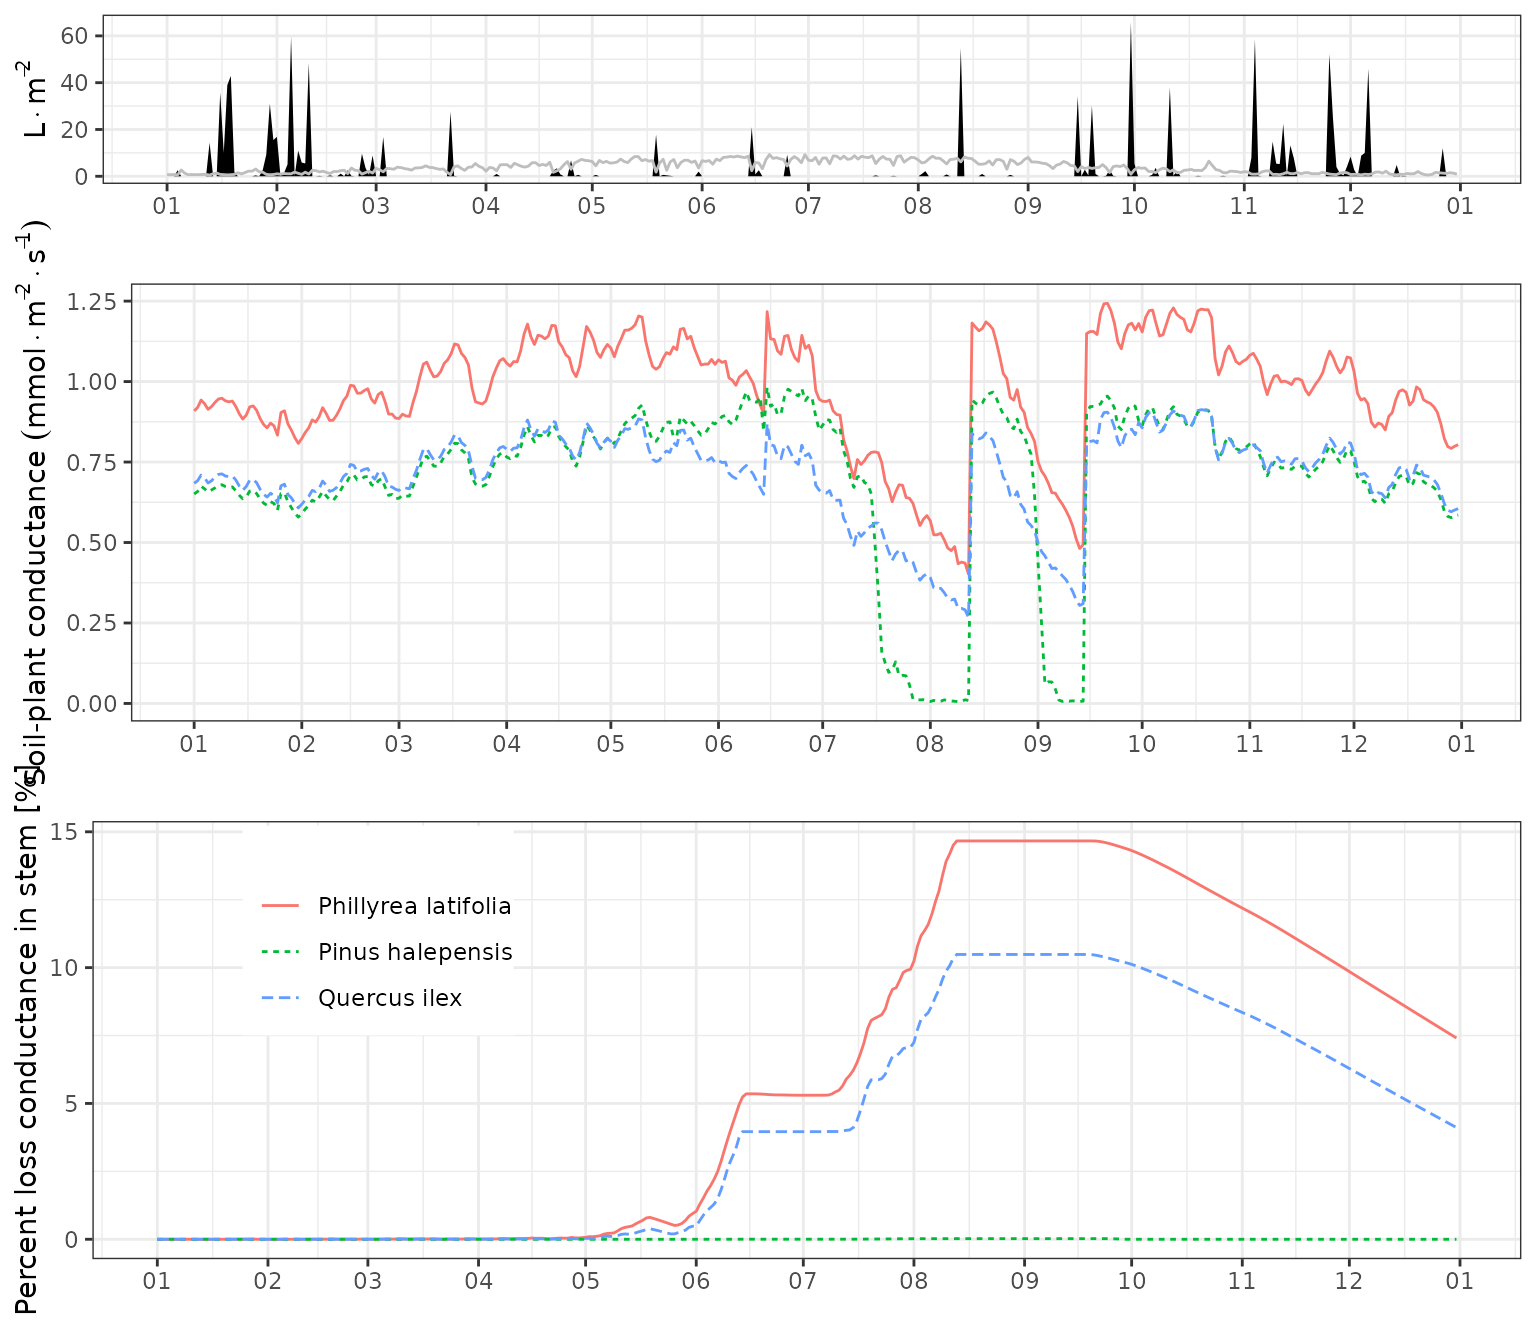 L·m⁻²
60
40
20
0
01 02 03 04 05 06 07 08 09 10 11 12 01
Soil-plant conductance (mmol·m⁻²·s⁻¹)
1.25
1.00
0.75
0.50
0.25
0.00
01 02 03 04 05 06 07 08 09 10 11 12 01
Percent loss conductance in stem [%]
15
10
5
0
Phillyrea latifolia
Pinus halepensis
Quercus ilex
01 02 03 04 05 06 07 08 09 10 11 12 01